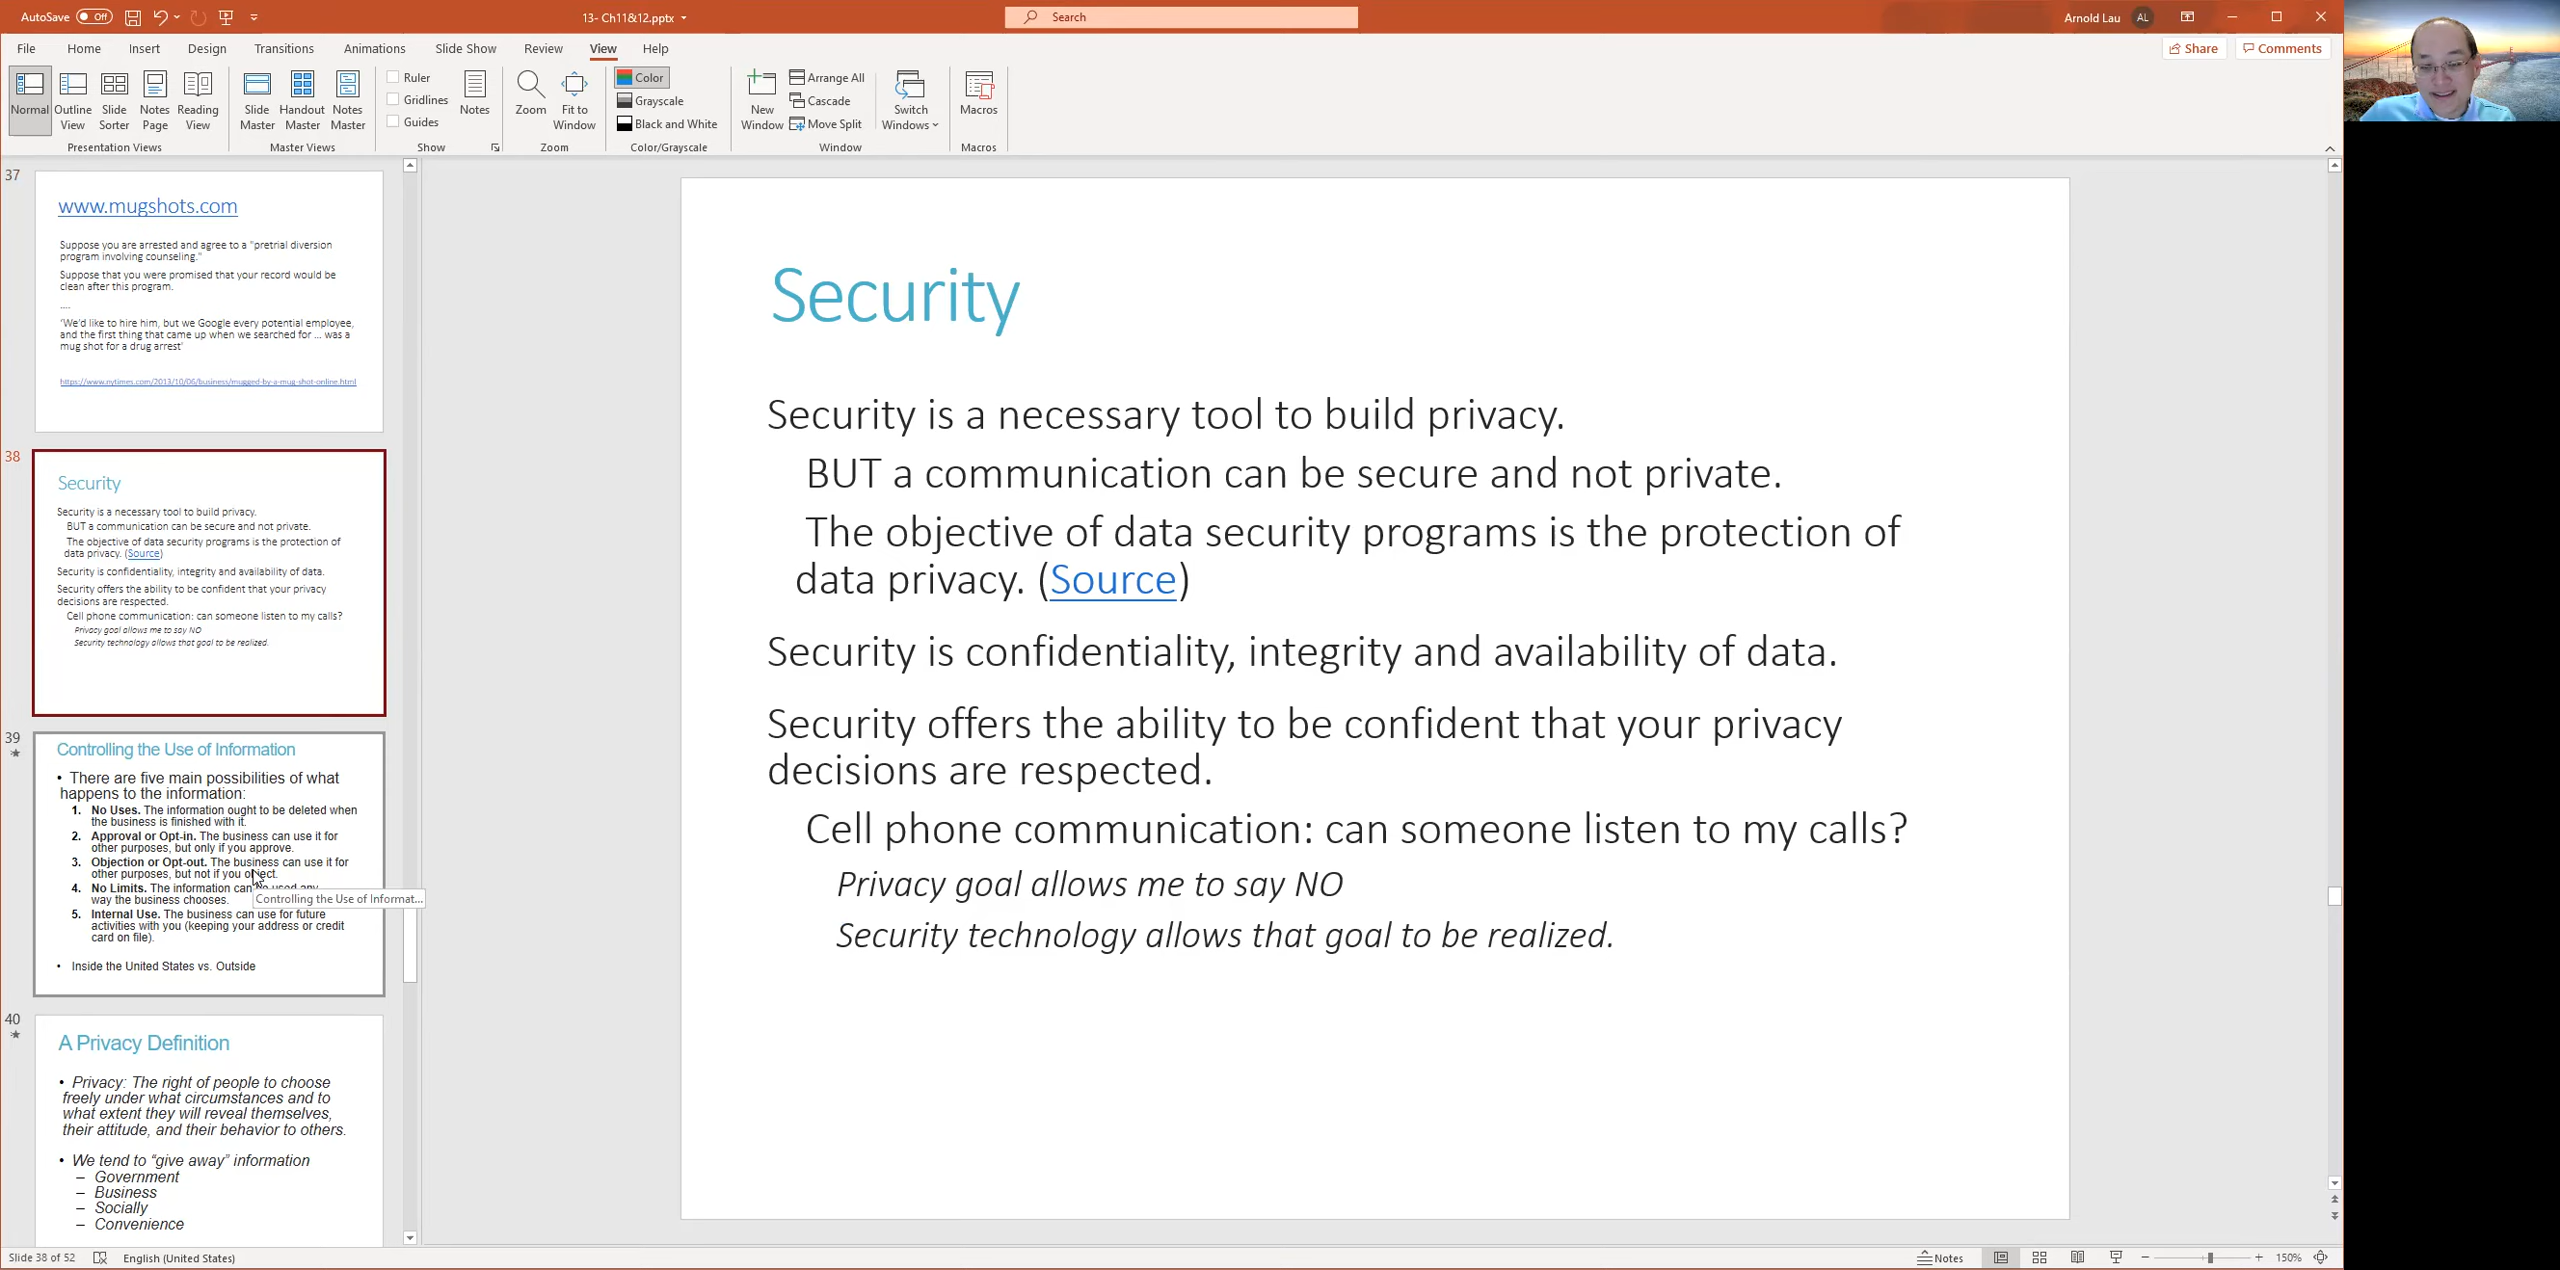 AutoSave Off
13- Ch11&12.pptx
Search
Arnold Lau AL
File Home Insert Design Transitions Animations Slide Show Review View Help
Share Comments
Normal Outline View Slide Sorter Notes Page Reading View
Presentation Views
Slide Master Handout Master Notes Master
Master Views
Ruler
Gridlines
Guides
Notes
Show
Zoom Fit to Window
Zoom
Color
Grayscale
Black and White
Color/Grayscale
New Window
Arrange All
Cascade
Move Split
Switch Windows
Window
Macros
Macros
37
www.mugshots.com
Suppose you are arrested and agree to a "pretrial diversion
program involving counseling."
Suppose that you were promised that your record would be
clean after this program.
....
'We'd like to hire him, but we Google every potential employee,
and the first thing that came up when we searched for ... was a
mug shot for a drug arrest'
https://www.nytimes.com/2013/10/06/business/mugged-by-a-mug-shot-online.html
38
Security
Security is a necessary tool to build privacy.
BUT a communication can be secure and not private.
The objective of data security programs is the protection of
data privacy. (Source)
Security is confidentiality, integrity and availability of data.
Security offers the ability to be confident that your privacy
decisions are respected.
Cell phone communication: can someone listen to my calls?
Privacy goal allows me to say NO
Security technology allows that goal to be realized.
39
Controlling the Use of Information
• There are five main possibilities of what
happens to the information:
1. No Uses. The information ought to be deleted when
the business is finished with it.
2. Approval or Opt-in. The business can use it for
other purposes, but only if you approve.
3. Objection or Opt-out. The business can use it for
other purposes, but not if you object.
4. No Limits. The information can be used any
way the business chooses.
Controlling the Use of Informat...
5. Internal Use. The business can use for future
activities with you (keeping your address or credit
card on file).
• Inside the United States vs. Outside
40
A Privacy Definition
• Privacy: The right of people to choose
freely under what circumstances and to
what extent they will reveal themselves,
their attitude, and their behavior to others.
• We tend to "give away" information
– Government
– Business
– Socially
– Convenience
Security
Security is a necessary tool to build privacy.
BUT a communication can be secure and not private.
The objective of data security programs is the protection of
data privacy. (Source)
Security is confidentiality, integrity and availability of data.
Security offers the ability to be confident that your privacy
decisions are respected.
Cell phone communication: can someone listen to my calls?
Privacy goal allows me to say NO
Security technology allows that goal to be realized.
Slide 38 of 52 English (United States)
Notes
150%